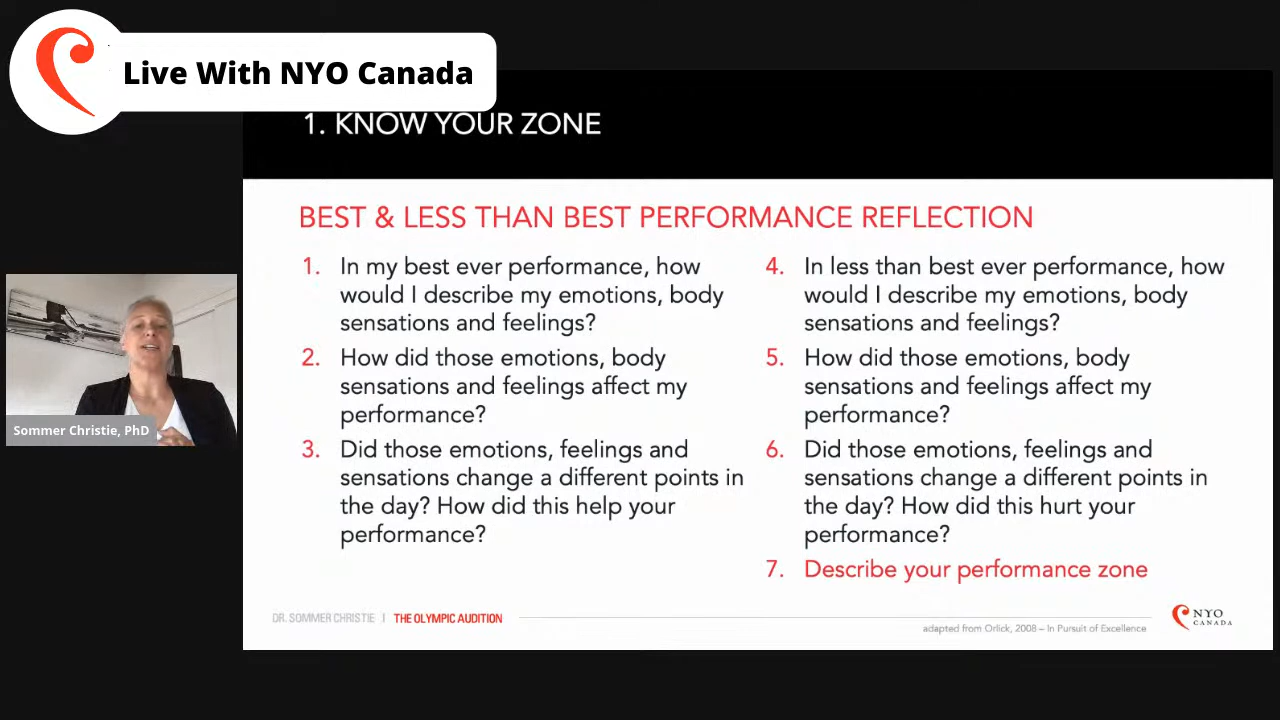 Live With NYO Canada
1. KNOW YOUR ZONE
BEST & LESS THAN BEST PERFORMANCE REFLECTION
1. In my best ever performance, how
would I describe my emotions, body
sensations and feelings?
2. How did those emotions, body
sensations and feelings affect my
performance?
3. Did those emotions, feelings and
sensations change a different points in
the day? How did this help your
performance?
4. In less than best ever performance, how
would I describe my emotions, body
sensations and feelings?
5. How did those emotions, body
sensations and feelings affect my
performance?
6. Did those emotions, feelings and
sensations change a different points in
the day? How did this hurt your
performance?
7. Describe your performance zone
Sommer Christie, PhD
DR. SOMMER CHRISTIE | THE OLYMPIC AUDITION
adapted from Orlick, 2008 – In Pursuit of Excellence
NYO
CANADA